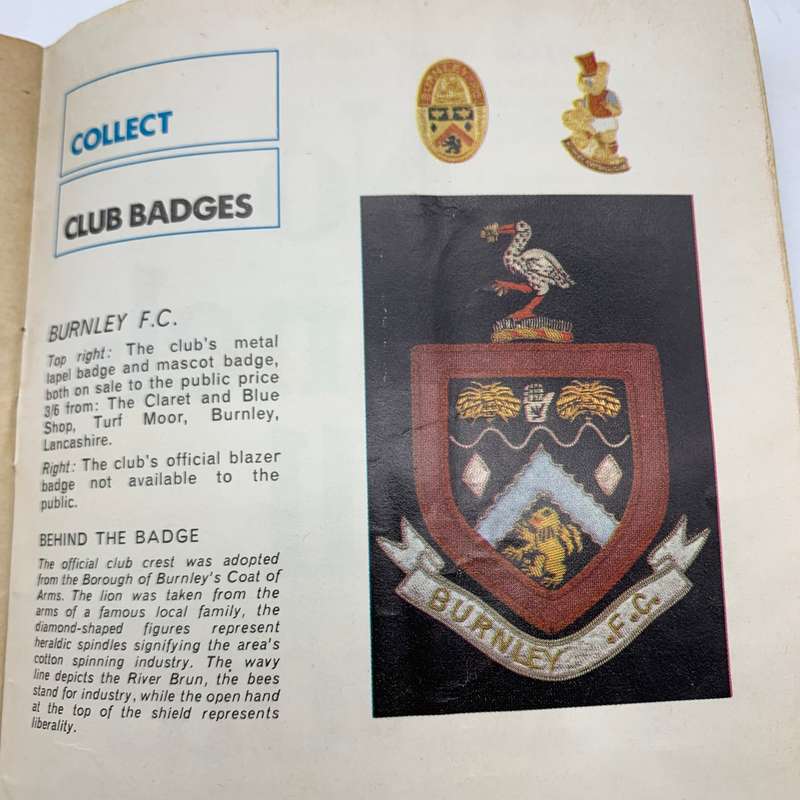 COLLECT
CLUB BADGES
BURNLEY F.C.
Top right: The club's metal
lapel badge and mascot badge,
both on sale to the public price
3/6 from: The Claret and Blue
Shop, Turf Moor, Burnley,
Lancashire.
Right: The club's official blazer
badge not available to the
public.
BEHIND THE BADGE
The official club crest was adopted
from the Borough of Burnley's Coat of
Arms. The lion was taken from the
arms of a famous local family, the
diamond-shaped figures represent
heraldic spindles signifying the area's
cotton spinning industry. The wavy
line depicts the River Brun, the bees
stand for industry, while the open hand
at the top of the shield represents
liberality.
BURNLEY F.C.
BURNLEY .F.C.